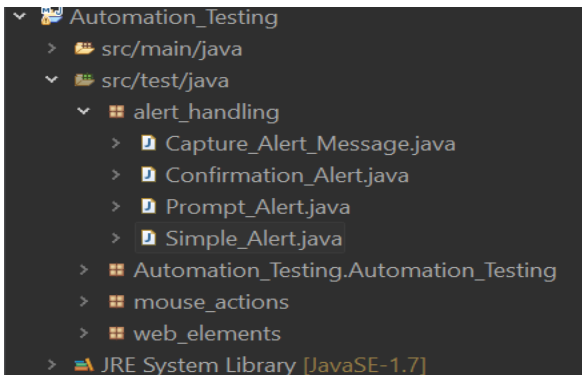 Automation_Testing
src/main/java
src/test/java
alert_handling
Capture_Alert_Message.java
Confirmation_Alert.java
Prompt_Alert.java
Simple_Alert.java
Automation_Testing.Automation_Testing
mouse_actions
web_elements
JRE System Library [JavaSE-1.7]